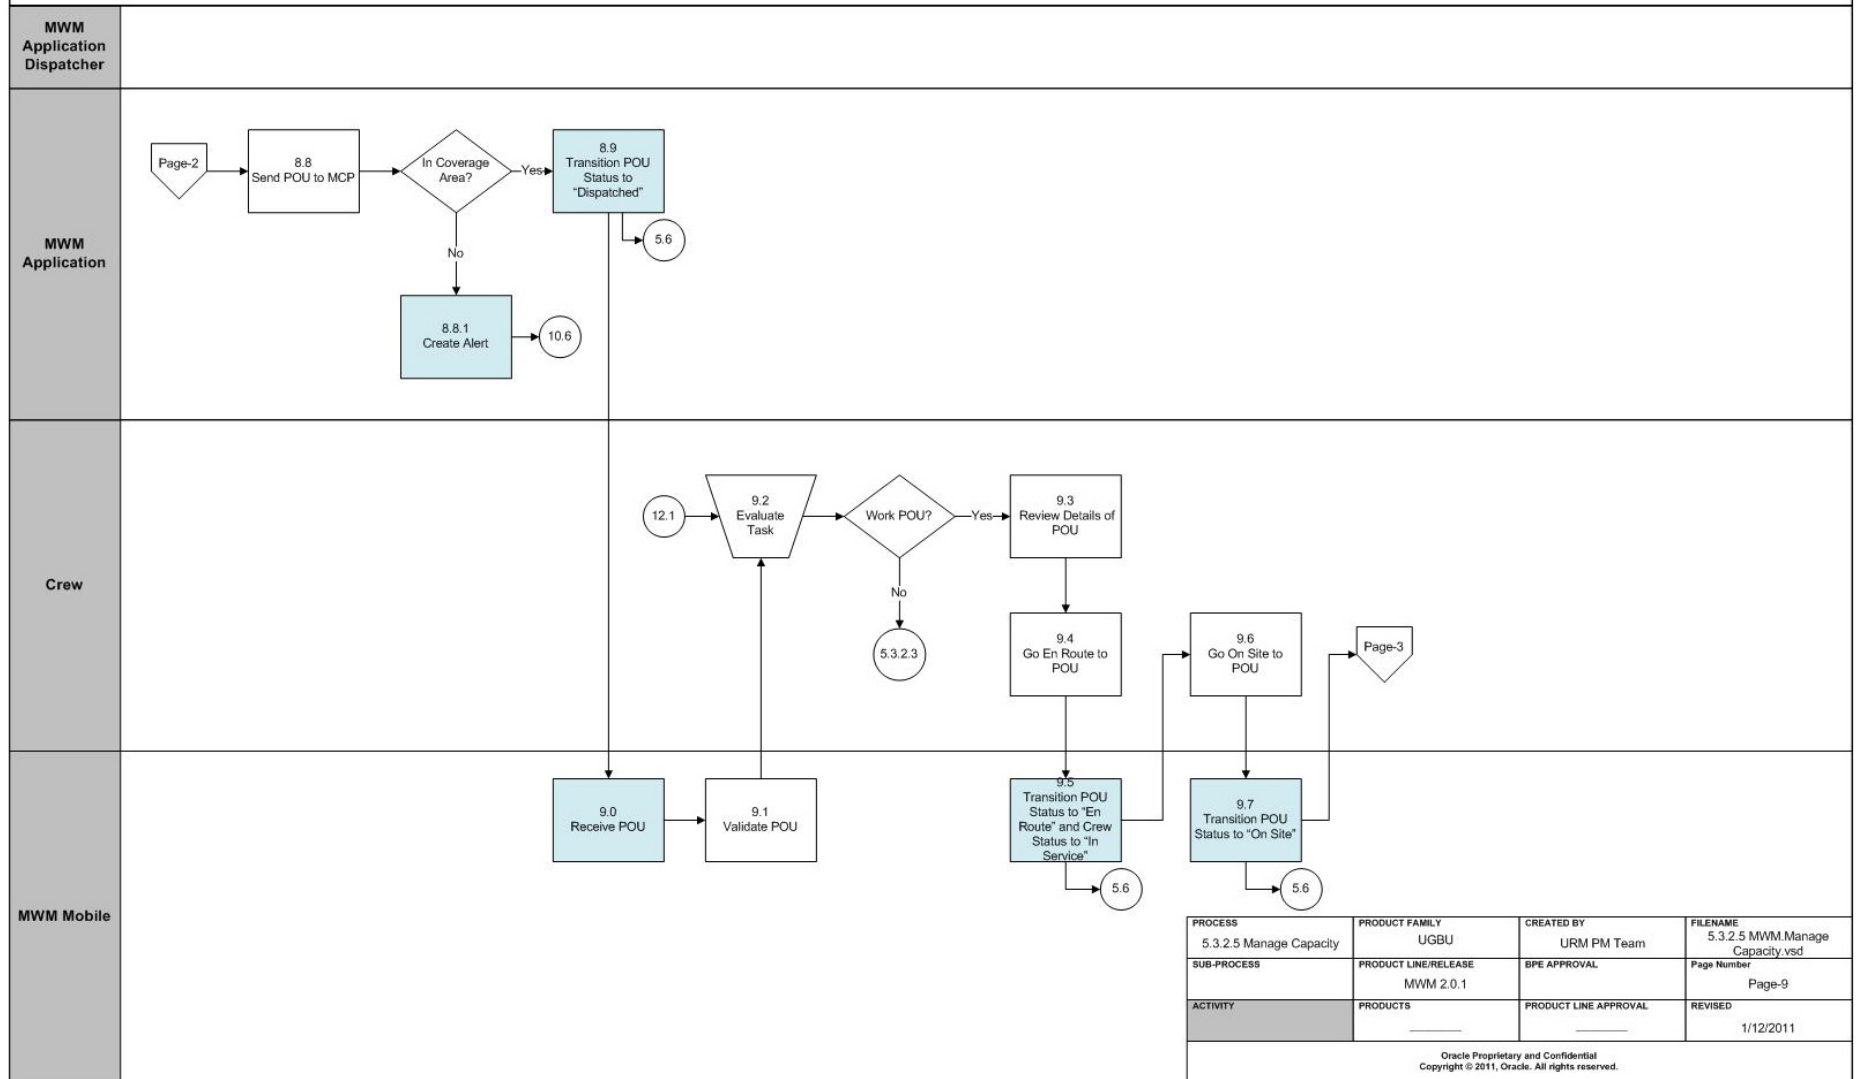 MWM
Application
Dispatcher
MWM
Application
Page-2
8.8
Send POU to MCP
In Coverage
Area?
Yes
8.9
Transition POU
Status to
“Dispatched”
5.6
No
8.8.1
Create Alert
10.6
Crew
12.1
9.2
Evaluate
Task
Work POU?
Yes
9.3
Review Details of
POU
No
5.3.2.3
9.4
Go En Route to
POU
9.6
Go On Site to
POU
Page-3
MWM Mobile
9.0
Receive POU
9.1
Validate POU
9.5
Transition POU
Status to “En
Route” and Crew
Status to “In
Service”
5.6
9.7
Transition POU
Status to “On Site”
5.6
PROCESS
5.3.2.5 Manage Capacity
PRODUCT FAMILY
UGBU
CREATED BY
URM PM Team
FILENAME
5.3.2.5 MWM.Manage
Capacity.vsd
SUB-PROCESS
PRODUCT LINE/RELEASE
MWM 2.0.1
BPE APPROVAL
Page Number
Page-9
ACTIVITY
PRODUCTS
PRODUCT LINE APPROVAL
REVISED
1/12/2011
Oracle Proprietary and Confidential
Copyright © 2011, Oracle. All rights reserved.